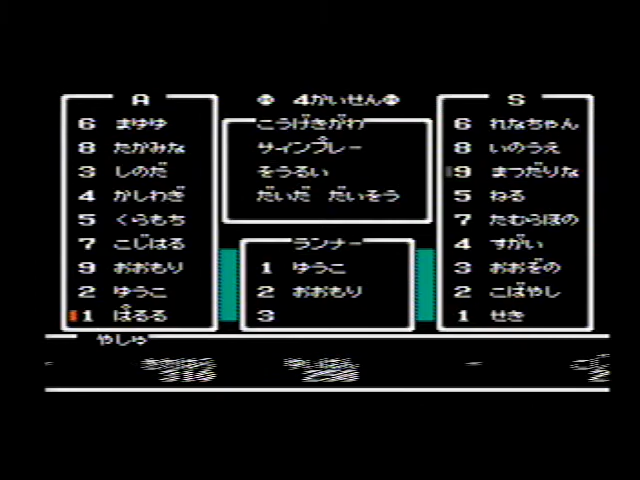 A
6 まゆゆ
8 たかみな
3 しのだ
4 かしわぎ
5 くらもち
7 こじはる
9 おおもり
2 ゆうこ
1 ぱるる
4かいせん
こうげきがわ
サインプレー
をうるい
だいだ だいそう
ランナー
1 ゆうこ
2 おおもり
3
S
6 れなちゃん
8 いのうえ
9 まつだりな
5 ねる
7 たむらほの
4 すがい
3 おおぞの
2 こばやし
1 せき
やしゅ